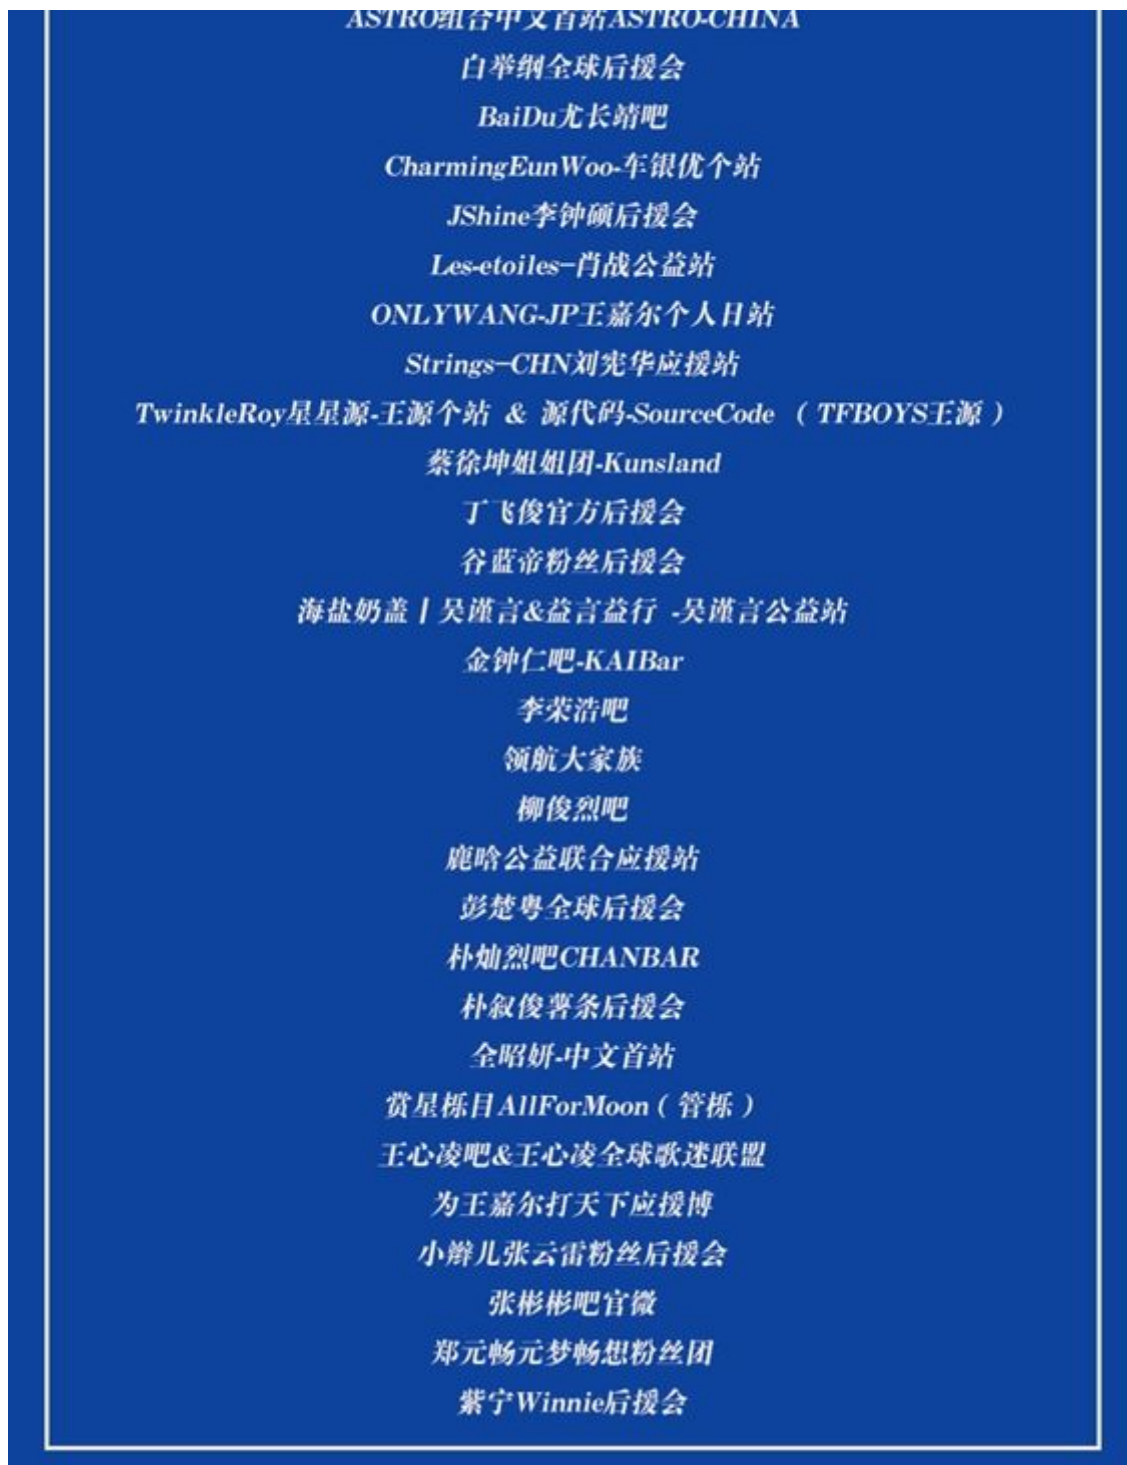 ASTRO组合中文首站ASTRO-CHINA
白举纲全球后援会
BaiDu尤长靖吧
CharmingEunWoo-车银优个站
JShine李钟硕后援会
Les-etoiles-肖战公益站
ONLYWANG-JP王嘉尔个人日站
Strings-CHN刘宪华应援站
TwinkleRoy星星源-王源个站 & 源代码-SourceCode （TFBOYS王源）
蔡徐坤姐姐团-Kunsland
丁飞俊官方后援会
谷蓝帝粉丝后援会
海盐奶盖丨吴谨言&益言益行 -吴谨言公益站
金钟仁吧-KAIBar
李荣浩吧
领航大家族
柳俊烈吧
鹿晗公益联合应援站
彭楚粤全球后援会
朴灿烈吧CHANBAR
朴叙俊薯条后援会
全昭妍-中文首站
赏星栎目AllForMoon（管栎）
王心凌吧&王心凌全球歌迷联盟
为王嘉尔打天下应援博
小辫儿张云雷粉丝后援会
张彬彬吧官微
郑元畅元梦畅想粉丝团
紫宁Winnie后援会